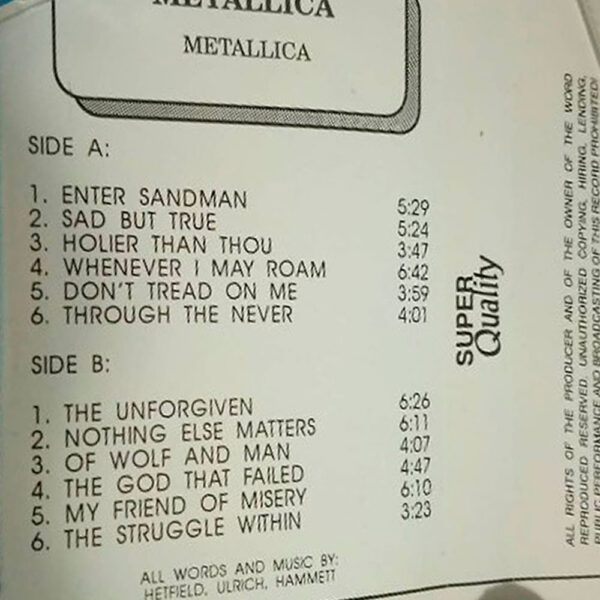 METALLICA
METALLICA
SIDE A:
1. ENTER SANDMAN 5:29
2. SAD BUT TRUE 5:24
3. HOLIER THAN THOU 3:47
4. WHENEVER I MAY ROAM 6:42
5. DON'T TREAD ON ME 3:59
6. THROUGH THE NEVER 4:01
SIDE B:
1. THE UNFORGIVEN 6:26
2. NOTHING ELSE MATTERS 6:11
3. OF WOLF AND MAN 4:07
4. THE GOD THAT FAILED 4:47
5. MY FRIEND OF MISERY 6:10
6. THE STRUGGLE WITHIN 3:23
ALL WORDS AND MUSIC BY:
HETFIELD, ULRICH, HAMMETT
SUPER
Quality
ALL RIGHTS OF THE PRODUCER AND OF THE OWNER OF THE WORD
REPRODUCED RESERVED. UNAUTHORIZED COPYING, HIRING, LENDING,
PUBLIC PERFORMANCE AND BROADCASTING OF THIS RECORD PROHIBITED!